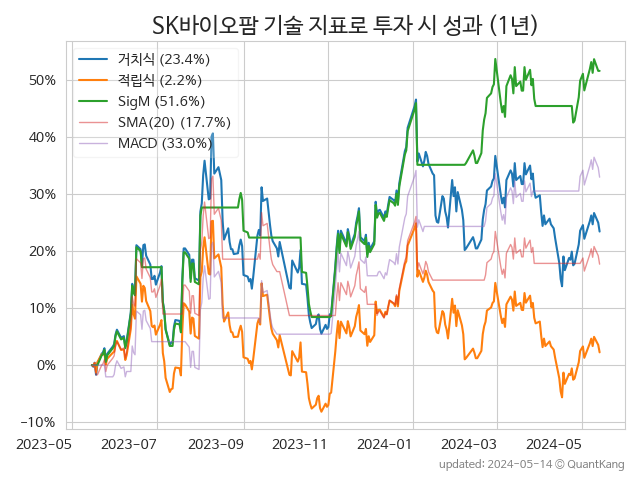 SK바이오팜 기술 지표로 투자 시 성과 (1년)
거치식 (23.4%)
적립식 (2.2%)
SigM (51.6%)
SMA(20) (17.7%)
MACD (33.0%)
50%
40%
30%
20%
10%
0%
−10%
2023-05 2023-07 2023-09 2023-11 2024-01 2024-03 2024-05
updated: 2024-05-14 @ QuantKang